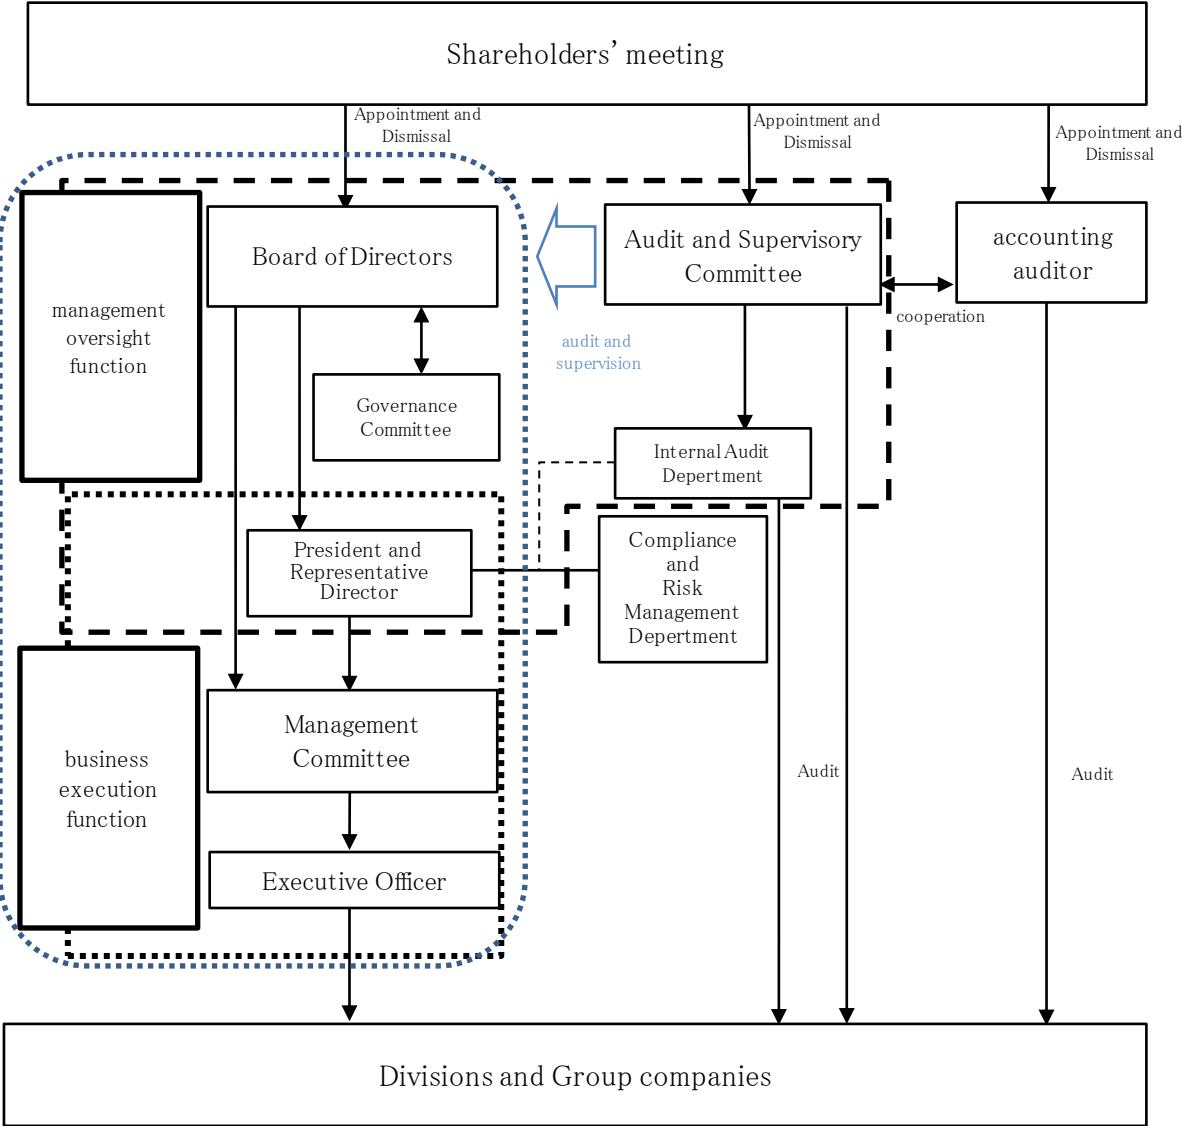 Shareholders’ meeting
Appointment and
Dismissal
Appointment and
Dismissal
Appointment and
Dismissal
management
oversight
function
Board of Directors
Audit and Supervisory
Committee
accounting
auditor
cooperation
audit and
supervision
Governance
Committee
Internal Audit
Depertment
President and
Representative
Director
Compliance
and
Risk
Management
Depertment
Management
Committee
business
execution
function
Audit
Audit
Executive Officer
Divisions and Group companies